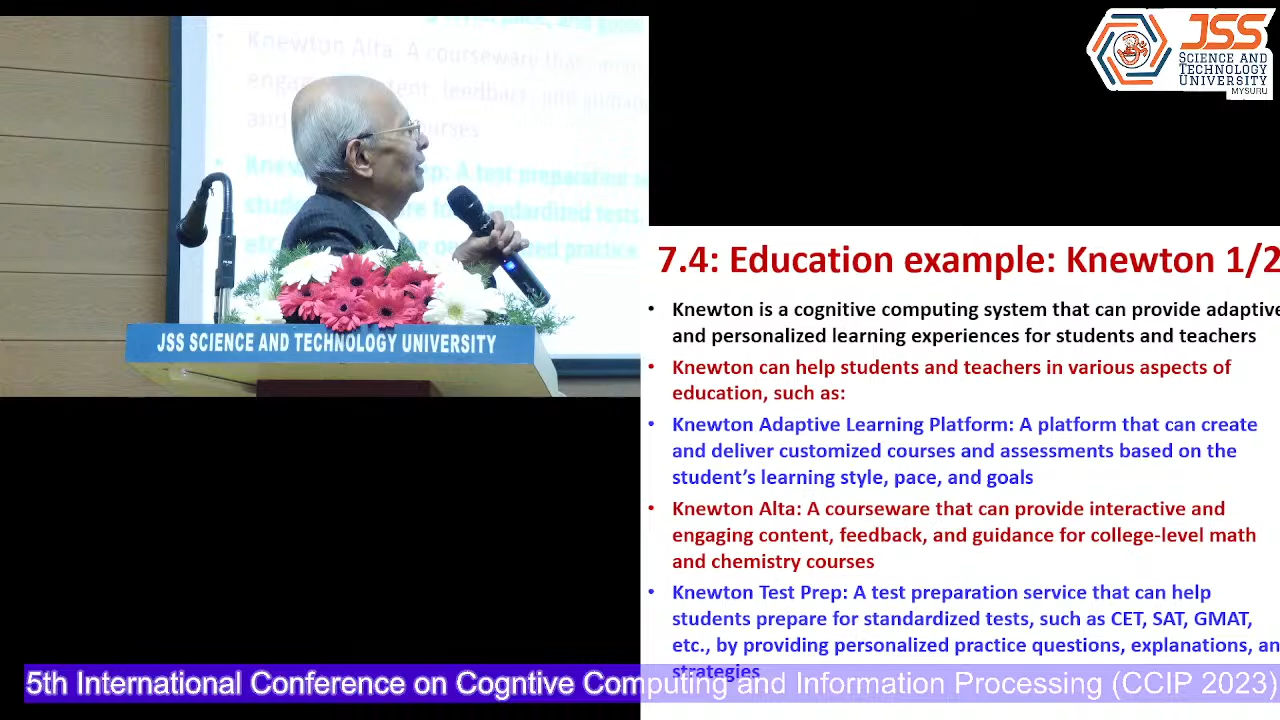 JSS
SCIENCE AND
TECHNOLOGY
UNIVERSITY
MYSURU
Knewton Alta: A courseware that
and
JSS SCIENCE AND TECHNOLOGY UNIVERSITY
7.4: Education example: Knewton 1/2
• Knewton is a cognitive computing system that can provide adaptive
and personalized learning experiences for students and teachers
• Knewton can help students and teachers in various aspects of
education, such as:
• Knewton Adaptive Learning Platform: A platform that can create
and deliver customized courses and assessments based on the
student's learning style, pace, and goals
• Knewton Alta: A courseware that can provide interactive and
engaging content, feedback, and guidance for college-level math
and chemistry courses
• Knewton Test Prep: A test preparation service that can help
students prepare for standardized tests, such as CET, SAT, GMAT,
etc., by providing personalized practice questions, explanations, an
strategies
5th International Conference on Cogntive Computing and Information Processing (CCIP 2023)